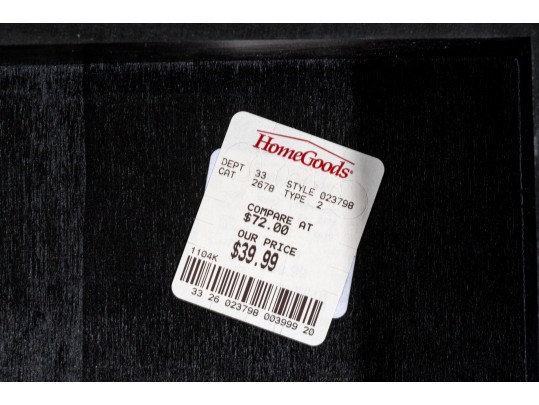 HomeGoods®
DEPT 33 STYLE 023798
CAT 2678 TYPE 2
COMPARE AT
$72.00
OUR PRICE
$39.99
1104K
33 26 023798 003999 20